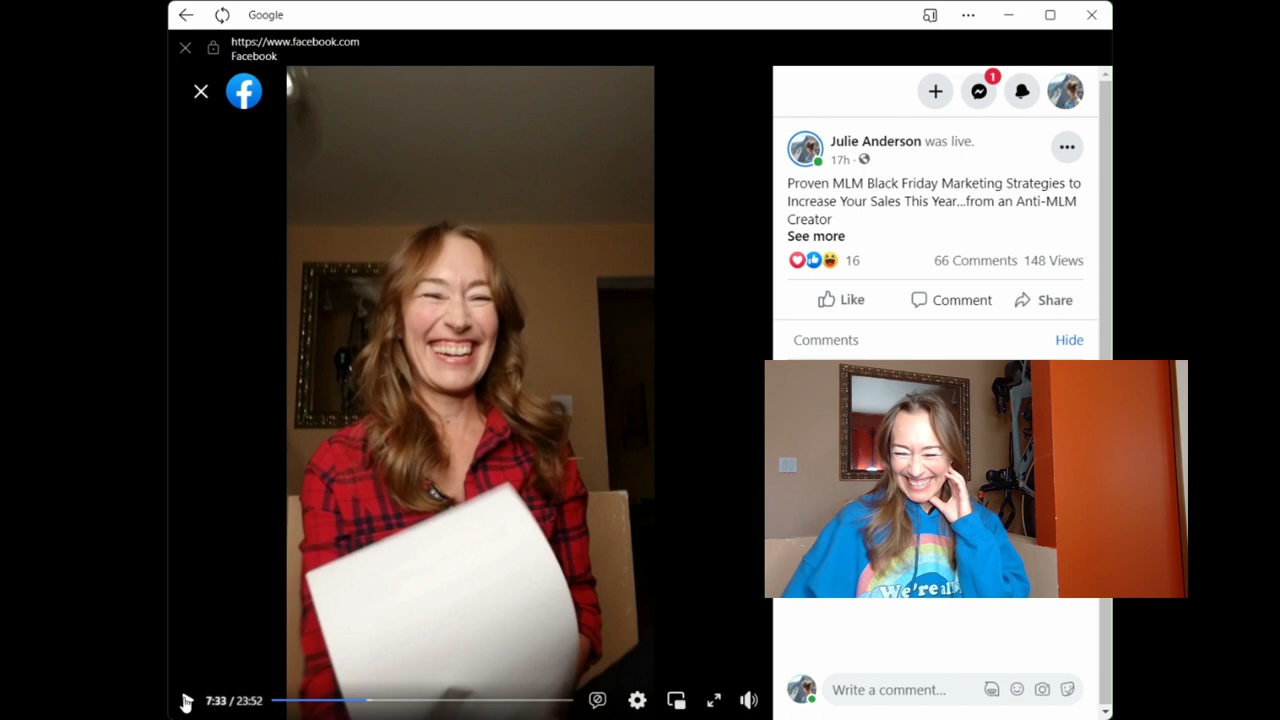 Google
https://www.facebook.com
Facebook
1
Julie Anderson was live.
17h ·
Proven MLM Black Friday Marketing Strategies to
Increase Your Sales This Year...from an Anti-MLM
Creator
See more
16 66 Comments 148 Views
Like Comment Share
Comments Hide
We're all
7:33 / 23:52
Write a comment...